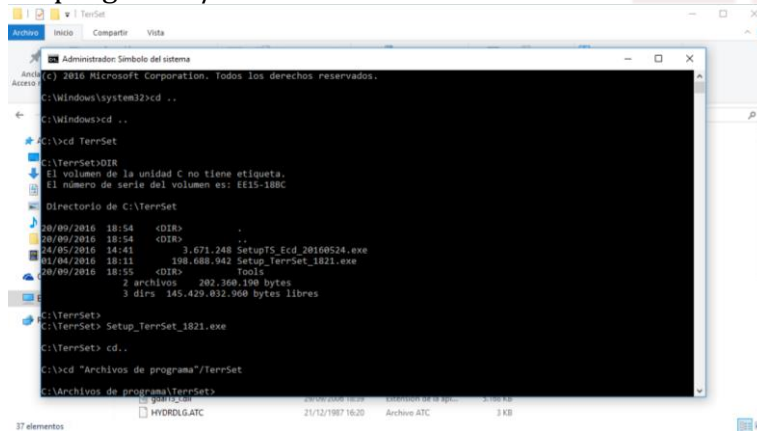 TerrSet
Archivo Inicio Compartir Vista
Administrador: Símbolo del sistema
(c) 2016 Microsoft Corporation. Todos los derechos reservados.
C:\Windows\system32>cd ..
C:\Windows>cd ..
C:\>cd TerrSet
C:\TerrSet>DIR
El volumen de la unidad C no tiene etiqueta.
El número de serie del volumen es: EE15-18BC
Directorio de C:\TerrSet
20/09/2016 18:54 <DIR> .
20/09/2016 18:54 <DIR> ..
24/05/2016 14:41 3.671.248 SetupTS_Ecd_20160524.exe
01/04/2016 18:11 198.688.942 Setup_TerrSet_1821.exe
20/09/2016 18:55 <DIR> Tools
2 archivos 202.360.190 bytes
3 dirs 145.429.032.960 bytes libres
C:\TerrSet>
C:\TerrSet> Setup_TerrSet_1821.exe
C:\TerrSet> cd..
C:\>cd "Archivos de programa"/TerrSet
C:\Archivos de programa\TerrSet>
HYDRDLG.ATC 21/12/1987 16:20 Archivo ATC 3 KB
37 elementos